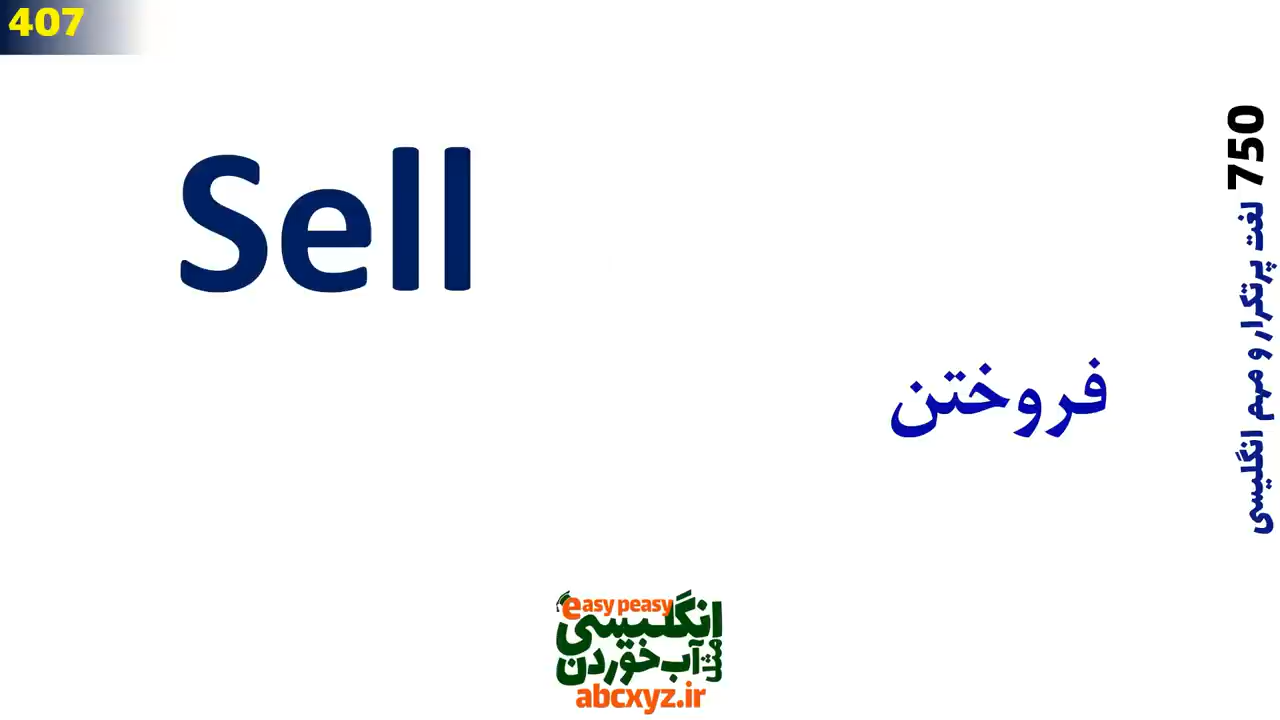 407
Sell
فروختن
750 لغت پرتکرار و مهم انگلیسی
easy peasy
انگلیسی
مثل آب خوردن
abcxyz.ir